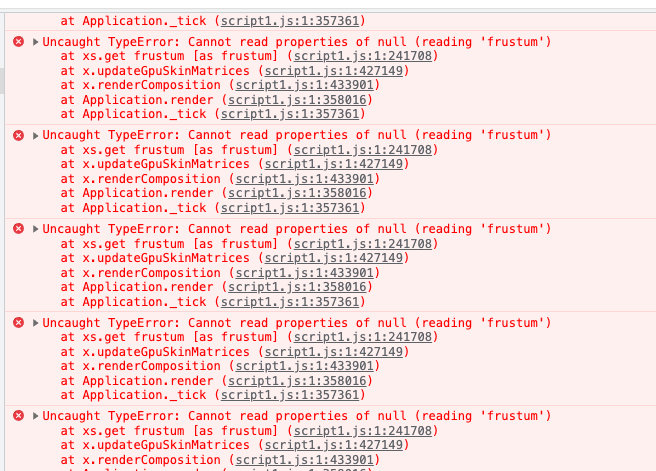 at Application._tick (script1.js:1:357361)
Uncaught TypeError: Cannot read properties of null (reading 'frustum')
at xs.get frustum [as frustum] (script1.js:1:241708)
at x.updateGpuSkinMatrices (script1.js:1:427149)
at x.renderComposition (script1.js:1:433901)
at Application.render (script1.js:1:358016)
at Application._tick (script1.js:1:357361)
Uncaught TypeError: Cannot read properties of null (reading 'frustum')
at xs.get frustum [as frustum] (script1.js:1:241708)
at x.updateGpuSkinMatrices (script1.js:1:427149)
at x.renderComposition (script1.js:1:433901)
at Application.render (script1.js:1:358016)
at Application._tick (script1.js:1:357361)
Uncaught TypeError: Cannot read properties of null (reading 'frustum')
at xs.get frustum [as frustum] (script1.js:1:241708)
at x.updateGpuSkinMatrices (script1.js:1:427149)
at x.renderComposition (script1.js:1:433901)
at Application.render (script1.js:1:358016)
at Application._tick (script1.js:1:357361)
Uncaught TypeError: Cannot read properties of null (reading 'frustum')
at xs.get frustum [as frustum] (script1.js:1:241708)
at x.updateGpuSkinMatrices (script1.js:1:427149)
at x.renderComposition (script1.js:1:433901)
at Application.render (script1.js:1:358016)
at Application._tick (script1.js:1:357361)
Uncaught TypeError: Cannot read properties of null (reading 'frustum')
at xs.get frustum [as frustum] (script1.js:1:241708)
at x.updateGpuSkinMatrices (script1.js:1:427149)
at x.renderComposition (script1.js:1:433901)